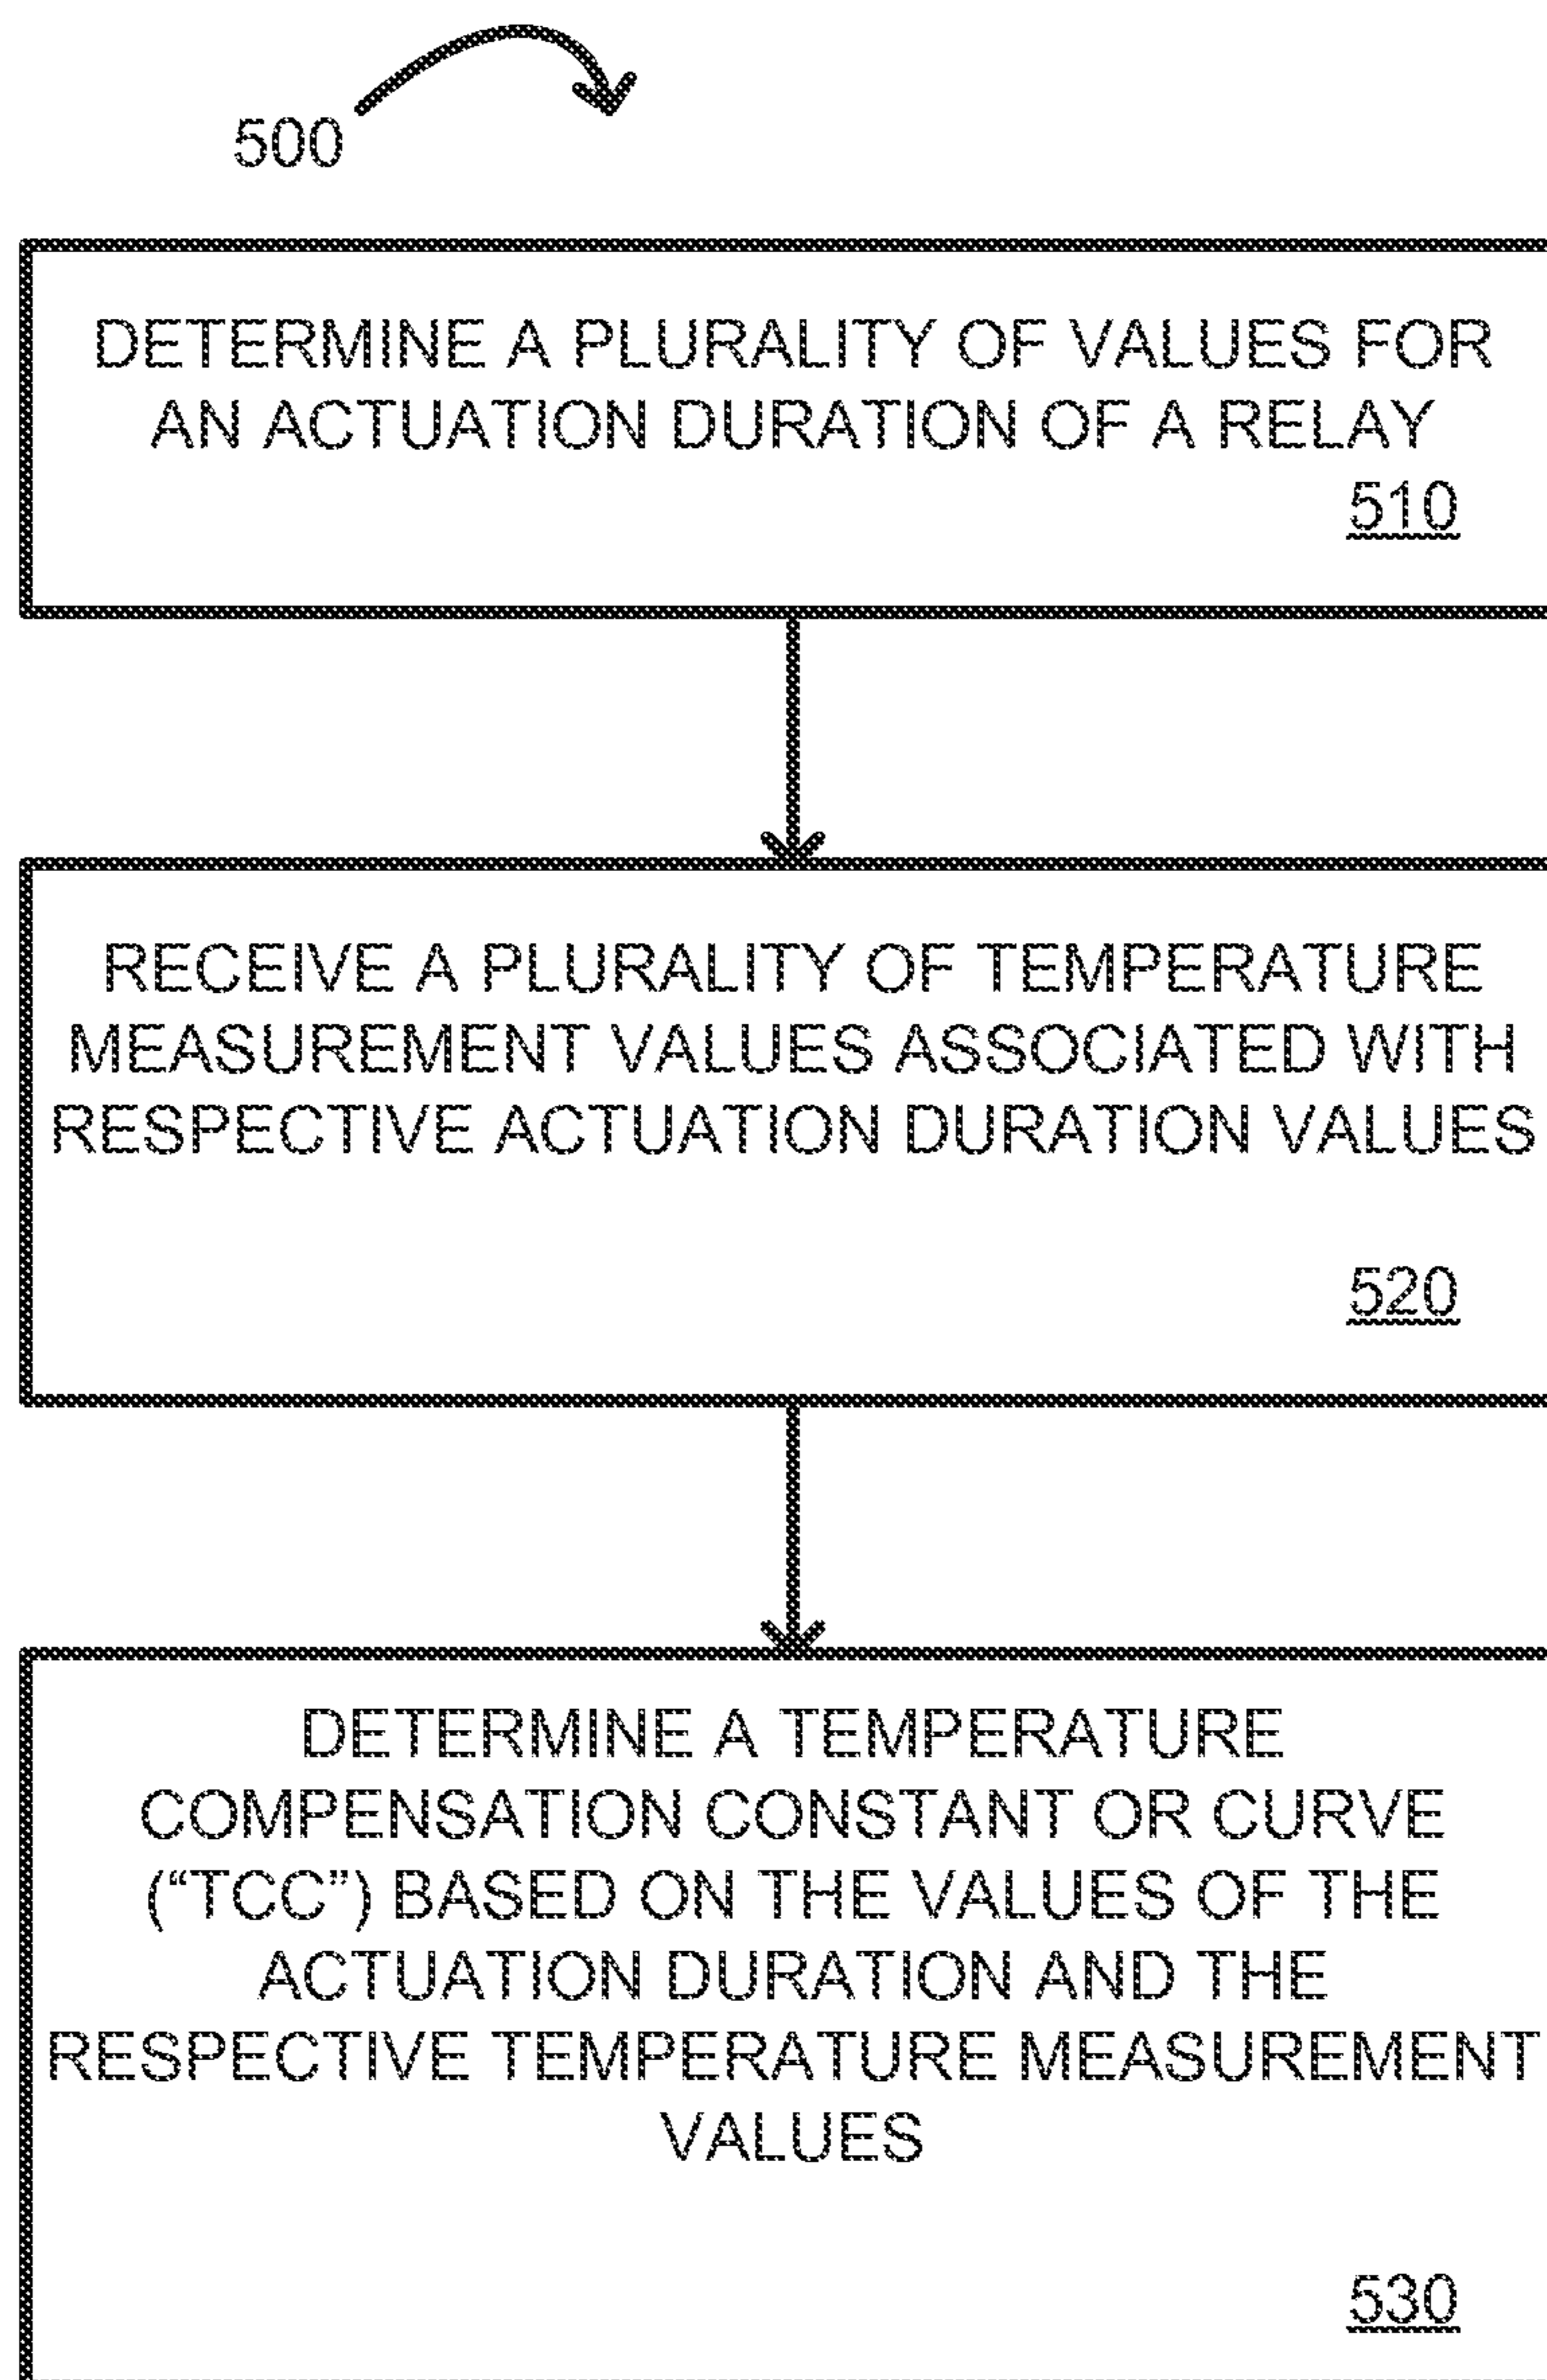 500
DETERMINE A PLURALITY OF VALUES FOR
AN ACTUATION DURATION OF A RELAY
510
RECEIVE A PLURALITY OF TEMPERATURE
MEASUREMENT VALUES ASSOCIATED WITH
RESPECTIVE ACTUATION DURATION VALUES
520
DETERMINE A TEMPERATURE
COMPENSATION CONSTANT OR CURVE
(“TCC”) BASED ON THE VALUES OF THE
ACTUATION DURATION AND THE
RESPECTIVE TEMPERATURE MEASUREMENT
VALUES
530